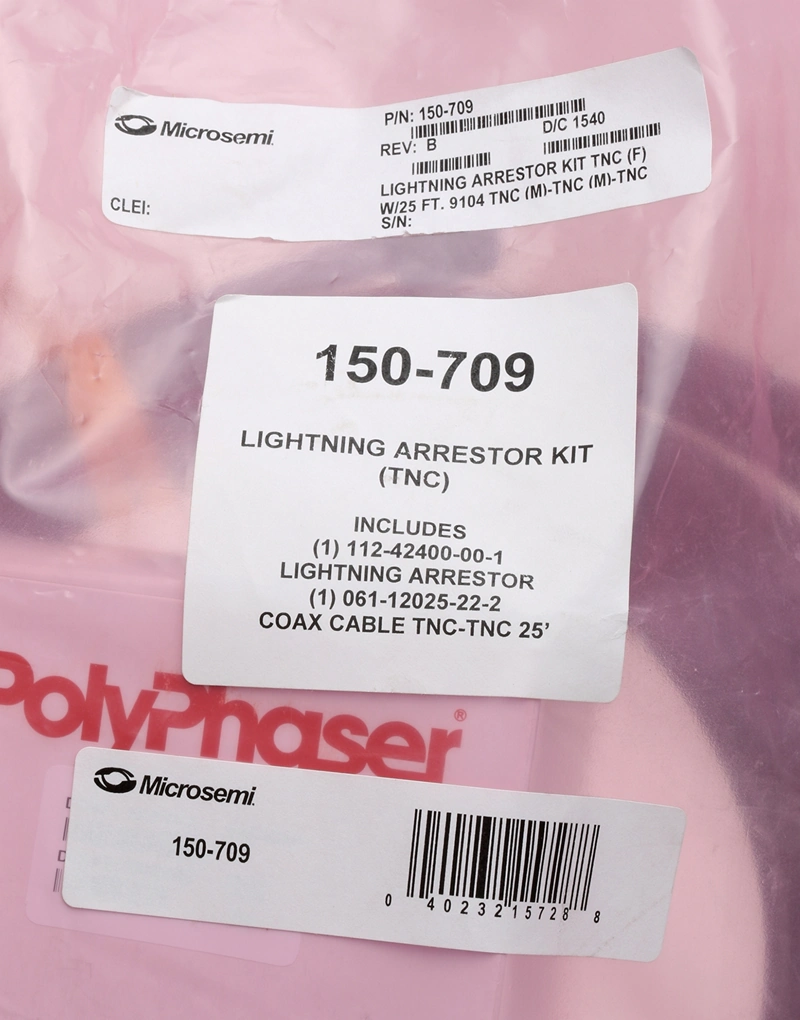 Microsemi
P/N: 150-709
D/C 1540
REV: B
LIGHTNING ARRESTOR KIT TNC (F)
W/25 FT. 9104 TNC (M)-TNC (M)-TNC
CLEI:
S/N:
150-709
LIGHTNING ARRESTOR KIT
(TNC)
INCLUDES
(1) 112-42400-00-1
LIGHTNING ARRESTOR
(1) 061-12025-22-2
COAX CABLE TNC-TNC 25’
PolyPhaser®
Microsemi
150-709
0 40232 15728 8